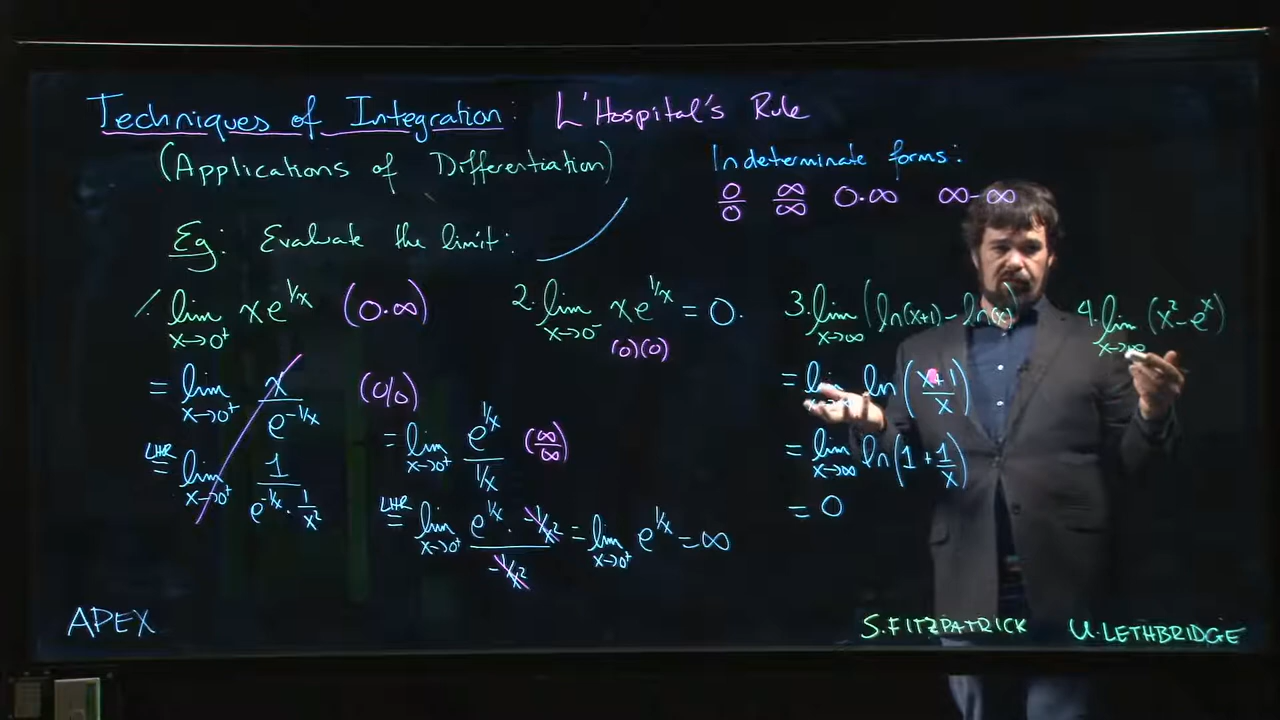 Techniques of Integration: L'Hospital's Rule
(Applications of Differentiation)
Indeterminate forms:
0/0 ∞/∞ 0·∞ ∞-∞
Eg: Evaluate the limit:
1. lim x→0⁺ xe^(1/x) (0·∞)
= lim x→0⁺ x/e^(-1/x) (0/0)
LHR = lim x→0⁺ 1/(e^(-1/x)·1/x²)
= lim x→0⁺ e^(1/x)/(1/x) (∞/∞)
LHR = lim x→0⁺ (e^(1/x)·-1/x²)/(-1/x²) = lim x→0⁺ e^(1/x) = ∞
2. lim x→0⁻ xe^(1/x) = 0.
(0)(0)
3. lim x→∞ (ln(x+1) - ln(x))
= lim x→∞ ln((x+1)/x)
= lim x→∞ ln(1+1/x)
= 0
4. lim x→∞ (x²-e^x)
APEX
S.FITZPATRICK U.LETHBRIDGE